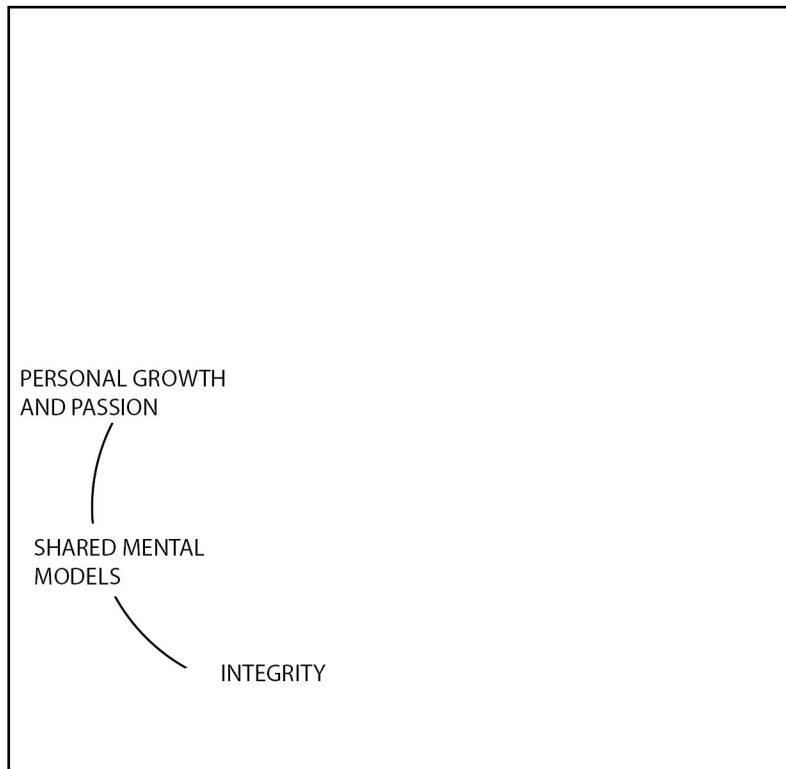 PERSONAL GROWTH
AND PASSION
SHARED MENTAL
MODELS
INTEGRITY